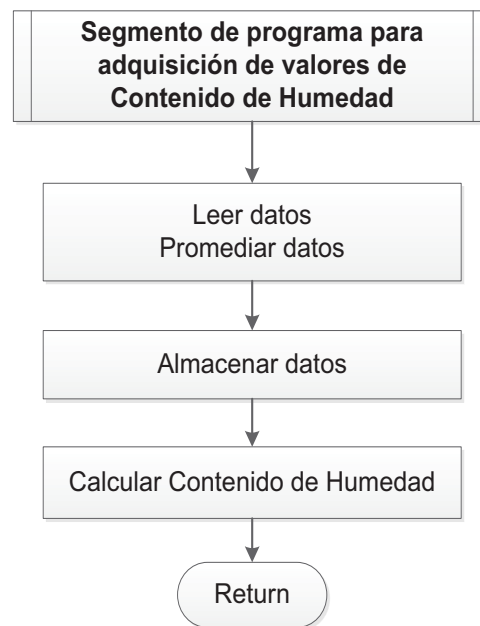 Segmento de programa para
adquisición de valores de
Contenido de Humedad
Leer datos
Promediar datos
Almacenar datos
Calcular Contenido de Humedad
Return